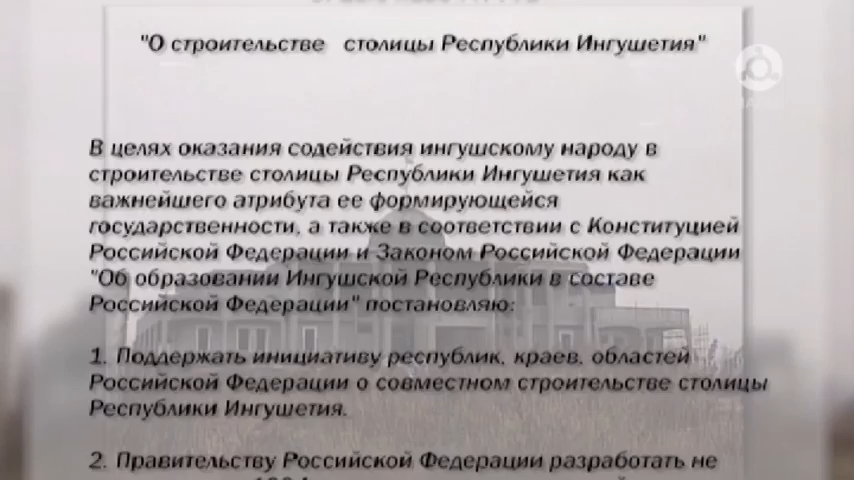 "О строительстве столицы Республики Ингушетия"
В целях оказания содействия ингушскому народу в
строительстве столицы Республики Ингушетия как
важнейшего атрибута ее формирующейся
государственности, а также в соответствии с Конституцией
Российской Федерации и Законом Российской Федерации
"Об образовании Ингушской Республики в составе
Российской Федерации" постановляю:
1. Поддержать инициативу республик, краев, областей
Российской Федерации о совместном строительстве столицы
Республики Ингушетия.
2. Правительству Российской Федерации разработать не